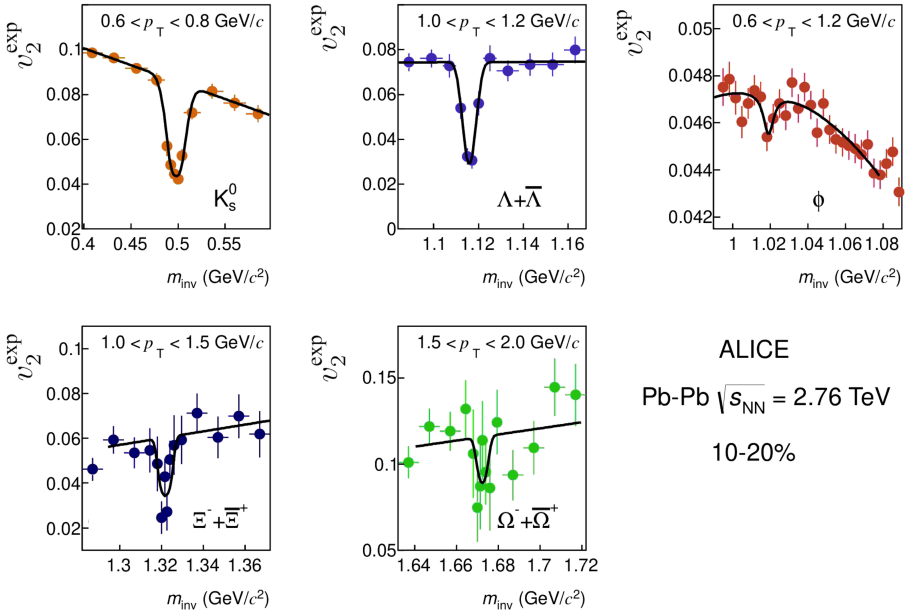 0.6 < p_T < 0.8 GeV/c
v_2^exp
0.1
0.08
0.06
0.04
0.02
K_s^0
0.4 0.45 0.5 0.55
m_inv (GeV/c²)
1.0 < p_T < 1.2 GeV/c
v_2^exp
0.08
0.06
0.04
0.02
0
Λ+Λ̅
1.1 1.12 1.14 1.16
m_inv (GeV/c²)
0.6 < p_T < 1.2 GeV/c
v_2^exp
0.05
0.048
0.046
0.044
0.042
ϕ
1 1.02 1.04 1.06 1.08
m_inv (GeV/c²)
1.0 < p_T < 1.5 GeV/c
v_2^exp
0.1
0.08
0.06
0.04
0.02
Ξ⁻+Ξ̅⁺
1.3 1.32 1.34 1.36
m_inv (GeV/c²)
1.5 < p_T < 2.0 GeV/c
v_2^exp
0.15
0.1
0.05
Ω⁻+Ω̅⁺
1.64 1.66 1.68 1.7 1.72
m_inv (GeV/c²)
ALICE
Pb-Pb √s_NN = 2.76 TeV
10-20%